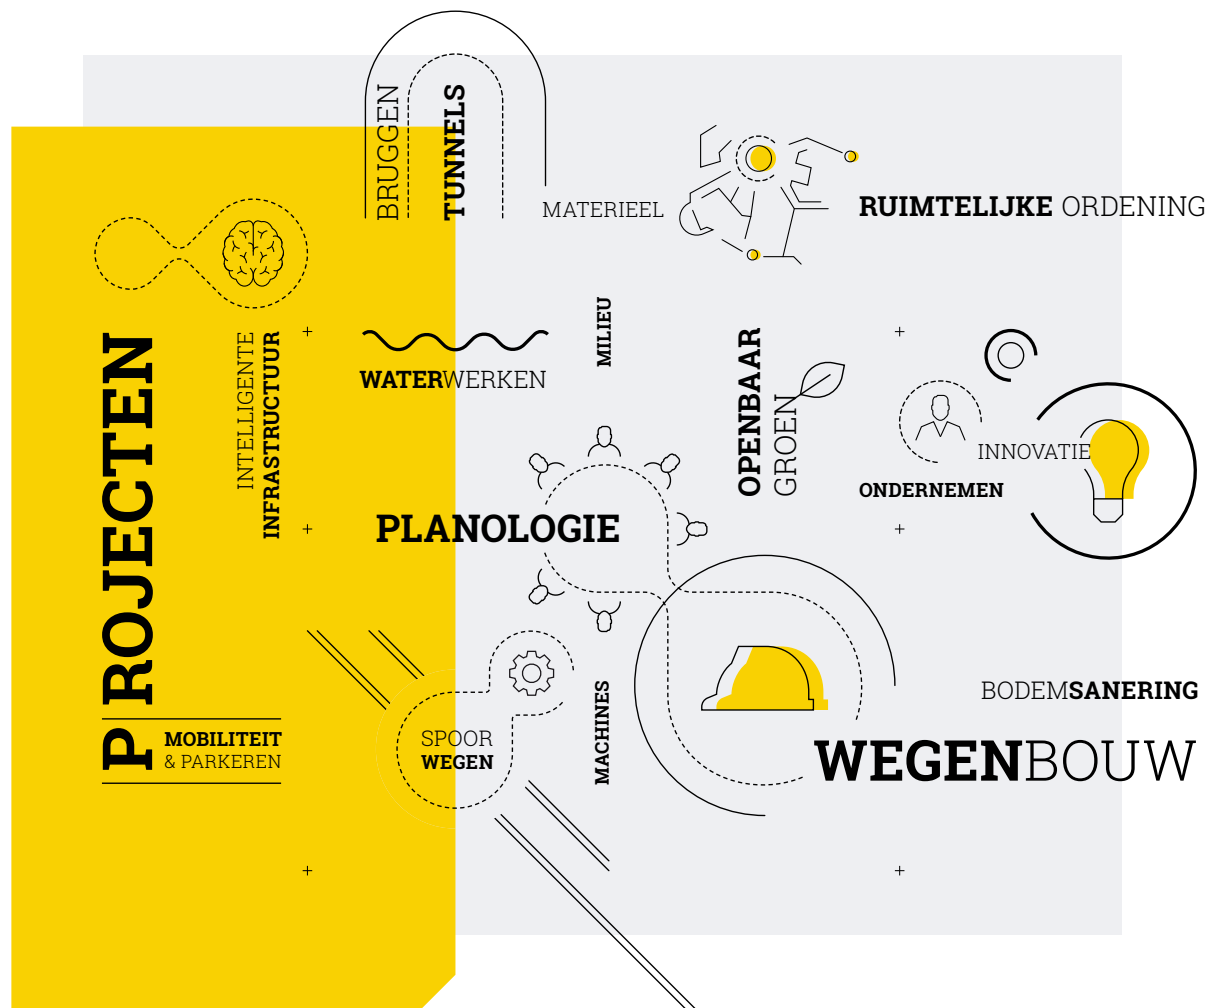 BRUGGEN
TUNNELS
MATERIEEL
RUIMTELIJKE ORDENING
PROJECTEN
INTELLIGENTE
INFRASTRUCTUUR
WATERWERKEN
MILIEU
OPENBAAR
GROEN
INNOVATIE
ONDERNEMEN
PLANOLOGIE
MOBILITEIT
& PARKEREN
SPOOR
WEGEN
MACHINES
BODEMSANERING
WEGENBOUW